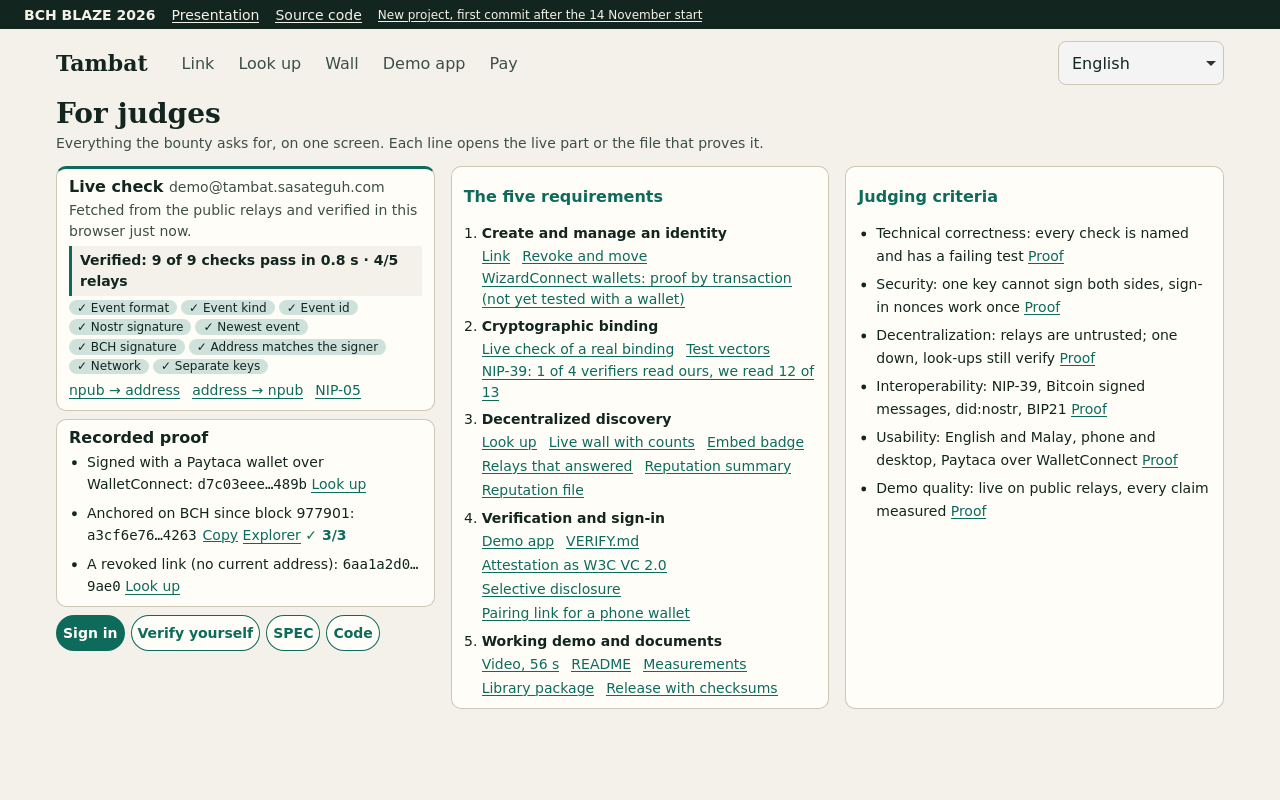 BCH BLAZE 2026 Presentation Source code New project, first commit after the 14 November start
Tambat Link Look up Wall Demo app Pay English
For judges
Everything the bounty asks for, on one screen. Each line opens the live part or the file that proves it.
Live check demo@tambat.sasateguh.com
Fetched from the public relays and verified in this
browser just now.
Verified: 9 of 9 checks pass in 0.8 s · 4/5
relays
✓ Event format ✓ Event kind ✓ Event id
✓ Nostr signature ✓ Newest event
✓ BCH signature ✓ Address matches the signer
✓ Network ✓ Separate keys
npub → address address → npub NIP-05
Recorded proof
• Signed with a Paytaca wallet over
WalletConnect: d7c03eee…489b Look up
• Anchored on BCH since block 977901:
a3cf6e76…4263 Copy Explorer ✓ 3/3
• A revoked link (no current address): 6aa1a2d0…
9ae0 Look up
Sign in Verify yourself SPEC Code
The five requirements
1. Create and manage an identity
Link Revoke and move
WizardConnect wallets: proof by transaction
(not yet tested with a wallet)
2. Cryptographic binding
Live check of a real binding Test vectors
NIP-39: 1 of 4 verifiers read ours, we read 12 of
13
3. Decentralized discovery
Look up Live wall with counts Embed badge
Relays that answered Reputation summary
Reputation file
4. Verification and sign-in
Demo app VERIFY.md
Attestation as W3C VC 2.0
Selective disclosure
Pairing link for a phone wallet
5. Working demo and documents
Video, 56 s README Measurements
Library package Release with checksums
Judging criteria
• Technical correctness: every check is named
and has a failing test Proof
• Security: one key cannot sign both sides, sign-
in nonces work once Proof
• Decentralization: relays are untrusted; one
down, look-ups still verify Proof
• Interoperability: NIP-39, Bitcoin signed
messages, did:nostr, BIP21 Proof
• Usability: English and Malay, phone and
desktop, Paytaca over WalletConnect Proof
• Demo quality: live on public relays, every claim
measured Proof